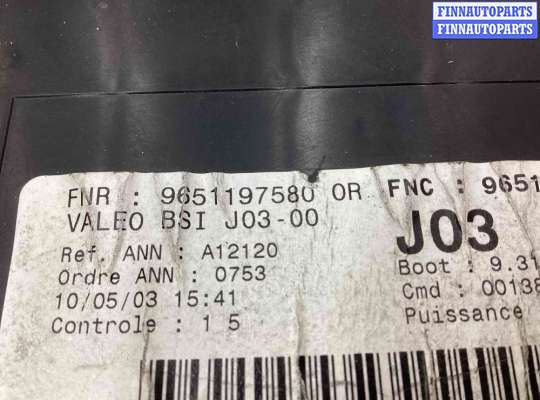 FINNAUTOPARTS
FINNAUTOPARTS
FNR : 9651197580 OR FNC : 9651
VALEO BSI J03-00
J03
Ref. ANN : A12120
Boot : 9.31
Ordre ANN : 0753
Cmd : 00138
10/05/03 15:41
Puissance
Controle : 1 5